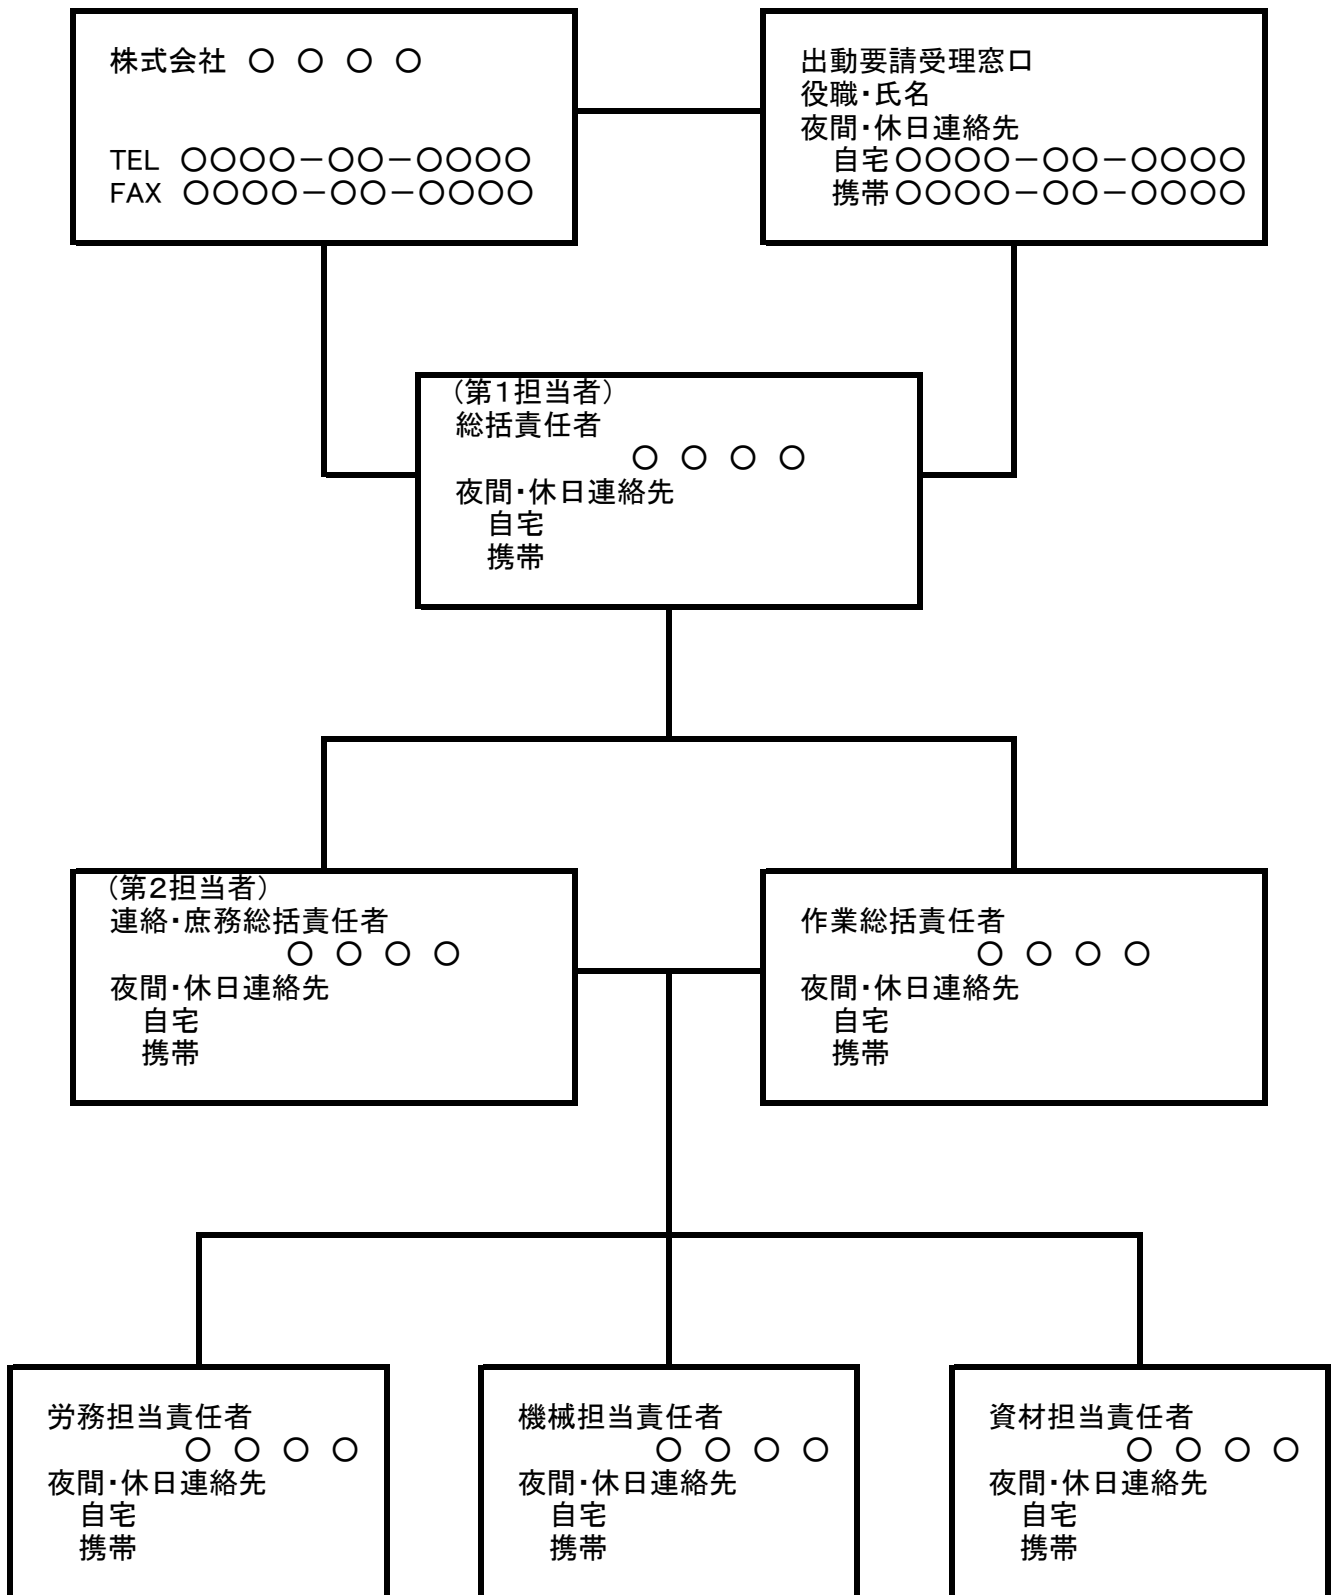 株式会社 ○ ○ ○ ○
TEL ○○○○－○○－○○○○
FAX ○○○○－○○－○○○○
出動要請受理窓口
役職・氏名
夜間・休日連絡先
自宅○○○○－○○－○○○○
携帯○○○○－○○－○○○○
(第1担当者)
総括責任者
○ ○ ○ ○
夜間・休日連絡先
自宅
携帯
(第2担当者)
連絡・庶務総括責任者
○ ○ ○ ○
夜間・休日連絡先
自宅
携帯
作業総括責任者
○ ○ ○ ○
夜間・休日連絡先
自宅
携帯
労務担当責任者
○ ○ ○ ○
夜間・休日連絡先
自宅
携帯
機械担当責任者
○ ○ ○ ○
夜間・休日連絡先
自宅
携帯
資材担当責任者
○ ○ ○ ○
夜間・休日連絡先
自宅
携帯